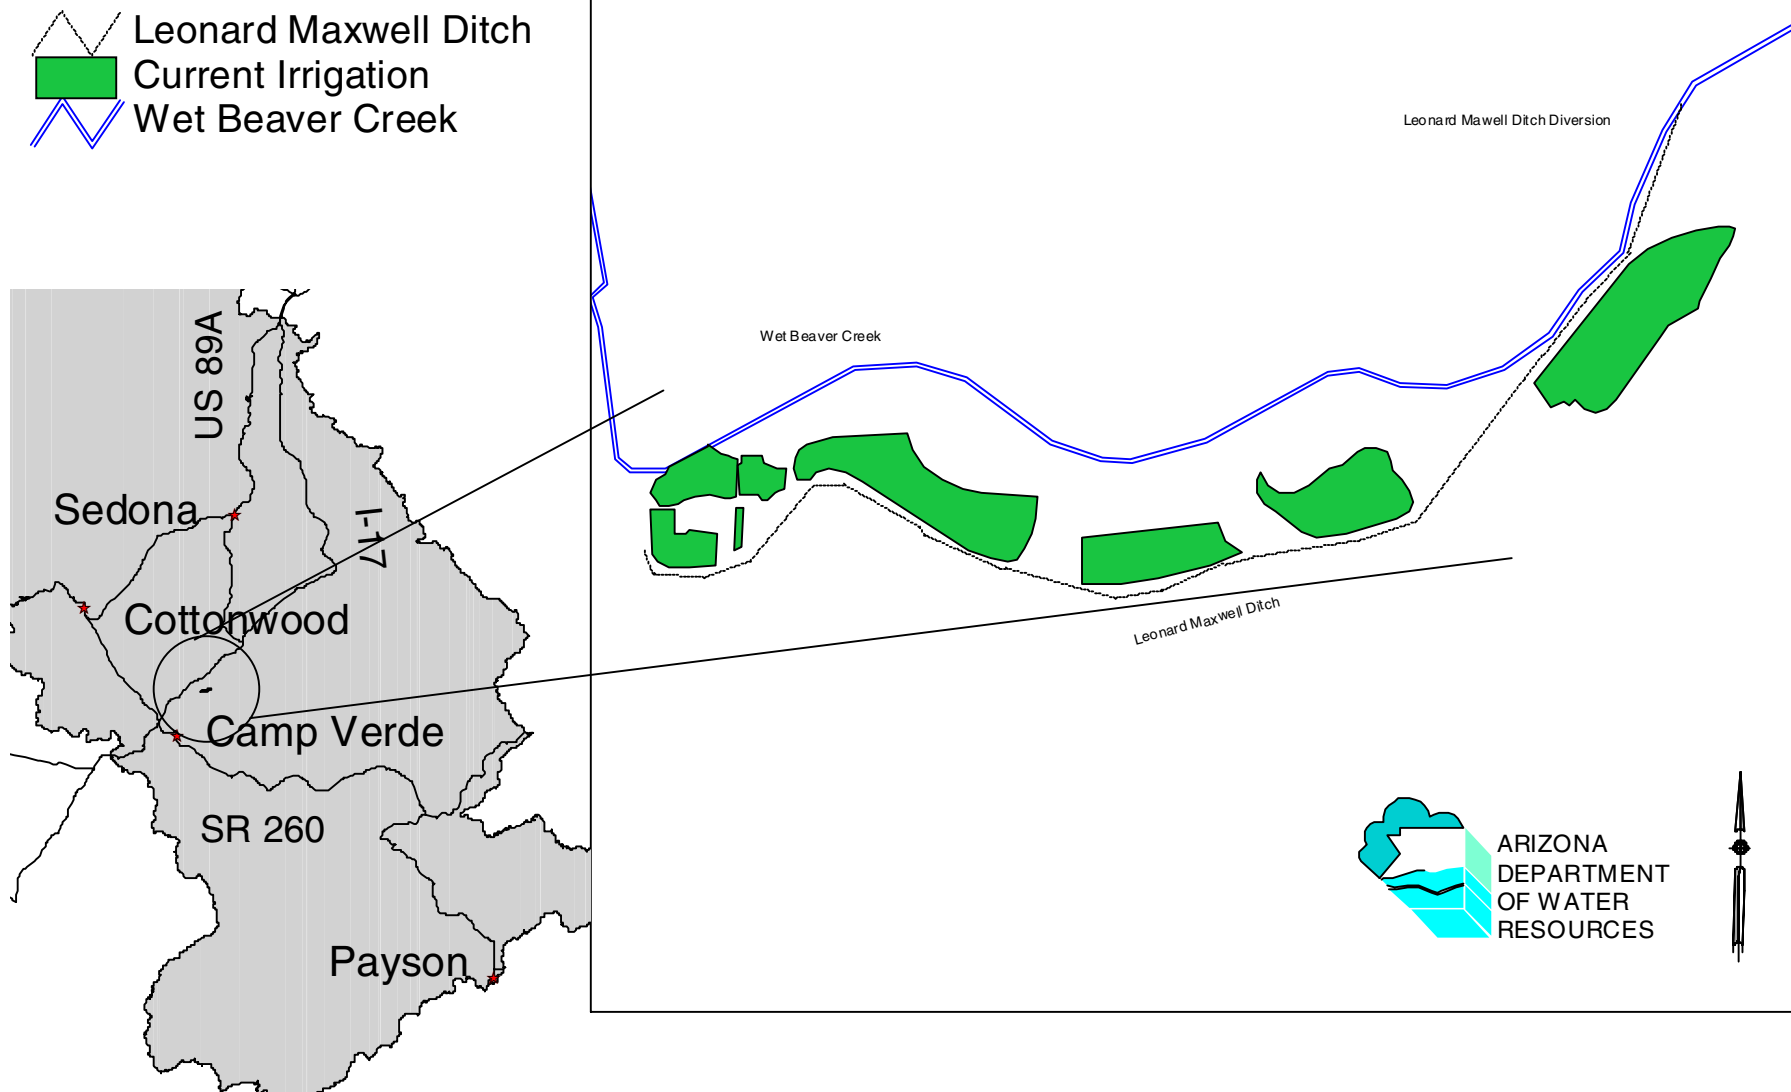 Leonard Maxwell Ditch
Current Irrigation
Wet Beaver Creek
Leonard Mawell Ditch Diversion
Wet Beaver Creek
US 89A
I-17
Sedona
Cottonwood
Leonard Maxwell Ditch
Camp Verde
SR 260
Payson
ARIZONA
DEPARTMENT
OF WATER
RESOURCES